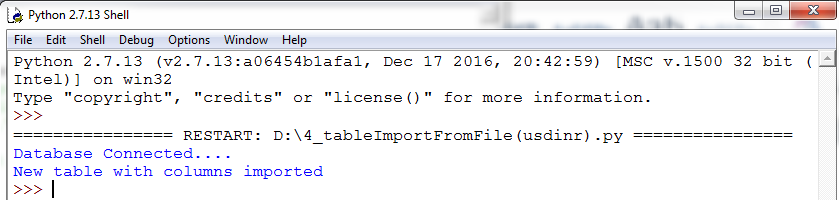 Python 2.7.13 Shell
File Edit Shell Debug Options Window Help
Python 2.7.13 (v2.7.13:a06454b1afa1, Dec 17 2016, 20:42:59) [MSC v.1500 32 bit (
Intel)] on win32
Type "copyright", "credits" or "license()" for more information.
>>>
================ RESTART: D:\4_tableImportFromFile(usdinr).py ================
Database Connected....
New table with columns imported
>>>